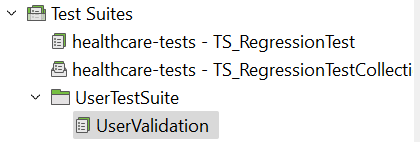 Test Suites
healthcare-tests - TS_RegressionTest
healthcare-tests - TS_RegressionTestCollecti
UserTestSuite
UserValidation